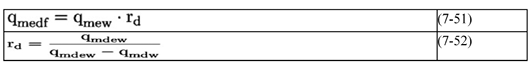 q_medf = q_mew · r_d (7-51)
r_d = q_mdew / (q_mdew − q_mdw) (7-52)